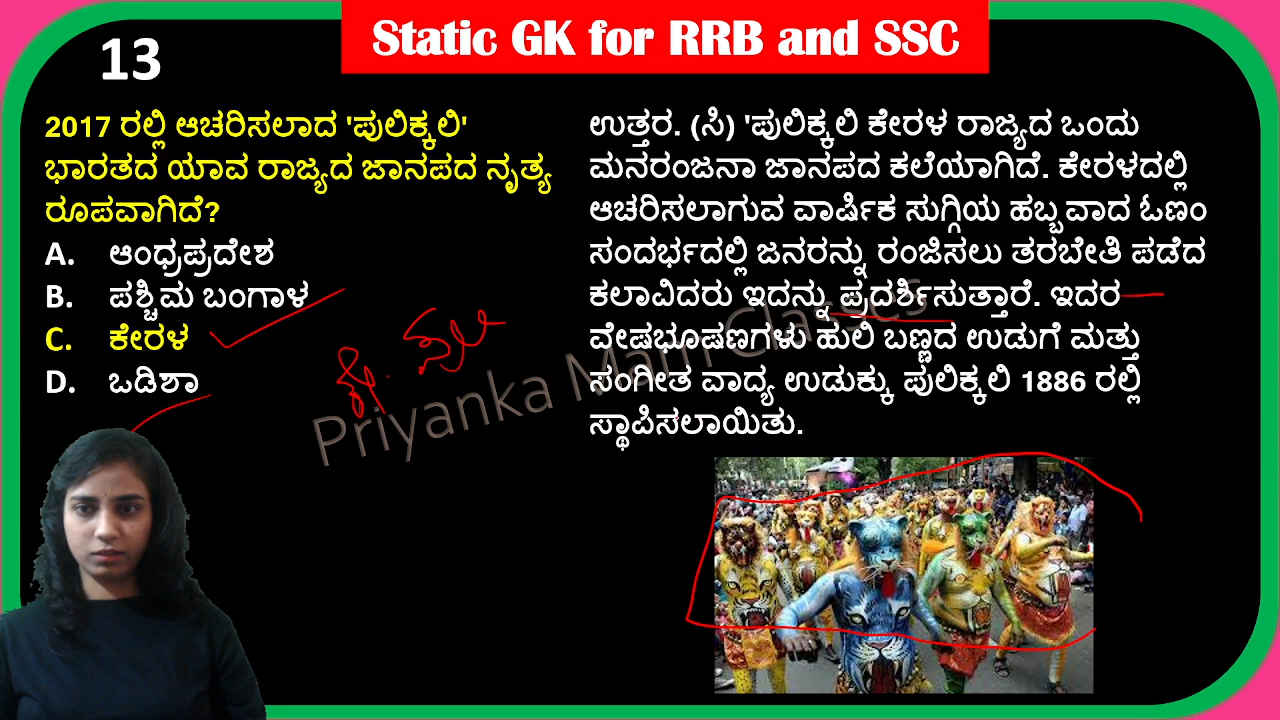 Static GK for RRB and SSC
13
2017 ರಲ್ಲಿ ಆಚರಿಸಲಾದ 'ಪುಲಿಕ್ಕಲಿ'
ಭಾರತದ ಯಾವ ರಾಜ್ಯದ ಜಾನಪದ ನೃತ್ಯ
ರೂಪವಾಗಿದೆ?
A. ಆಂಧ್ರಪ್ರದೇಶ
B. ಪಶ್ಚಿಮ ಬಂಗಾಳ
C. ಕೇರಳ
D. ಒಡಿಶಾ
ಉತ್ತರ. (ಸಿ) 'ಪುಲಿಕ್ಕಲಿ ಕೇರಳ ರಾಜ್ಯದ ಒಂದು
ಮನರಂಜನಾ ಜಾನಪದ ಕಲೆಯಾಗಿದೆ. ಕೇರಳದಲ್ಲಿ
ಆಚರಿಸಲಾಗುವ ವಾರ್ಷಿಕ ಸುಗ್ಗಿಯ ಹಬ್ಬವಾದ ಓಣಂ
ಸಂದರ್ಭದಲ್ಲಿ ಜನರನ್ನು ರಂಜಿಸಲು ತರಬೇತಿ ಪಡೆದ
ಕಲಾವಿದರು ಇದನ್ನು ಪ್ರದರ್ಶಿಸುತ್ತಾರೆ. ಇದರ
ವೇಷಭೂಷಣಗಳು ಹುಲಿ ಬಣ್ಣದ ಉಡುಗೆ ಮತ್ತು
ಸಂಗೀತ ವಾದ್ಯ ಉಡುಕ್ಕು ಪುಲಿಕ್ಕಲಿ 1886 ರಲ್ಲಿ
ಸ್ಥಾಪಿಸಲಾಯಿತು.
Priyanka Mam Classes